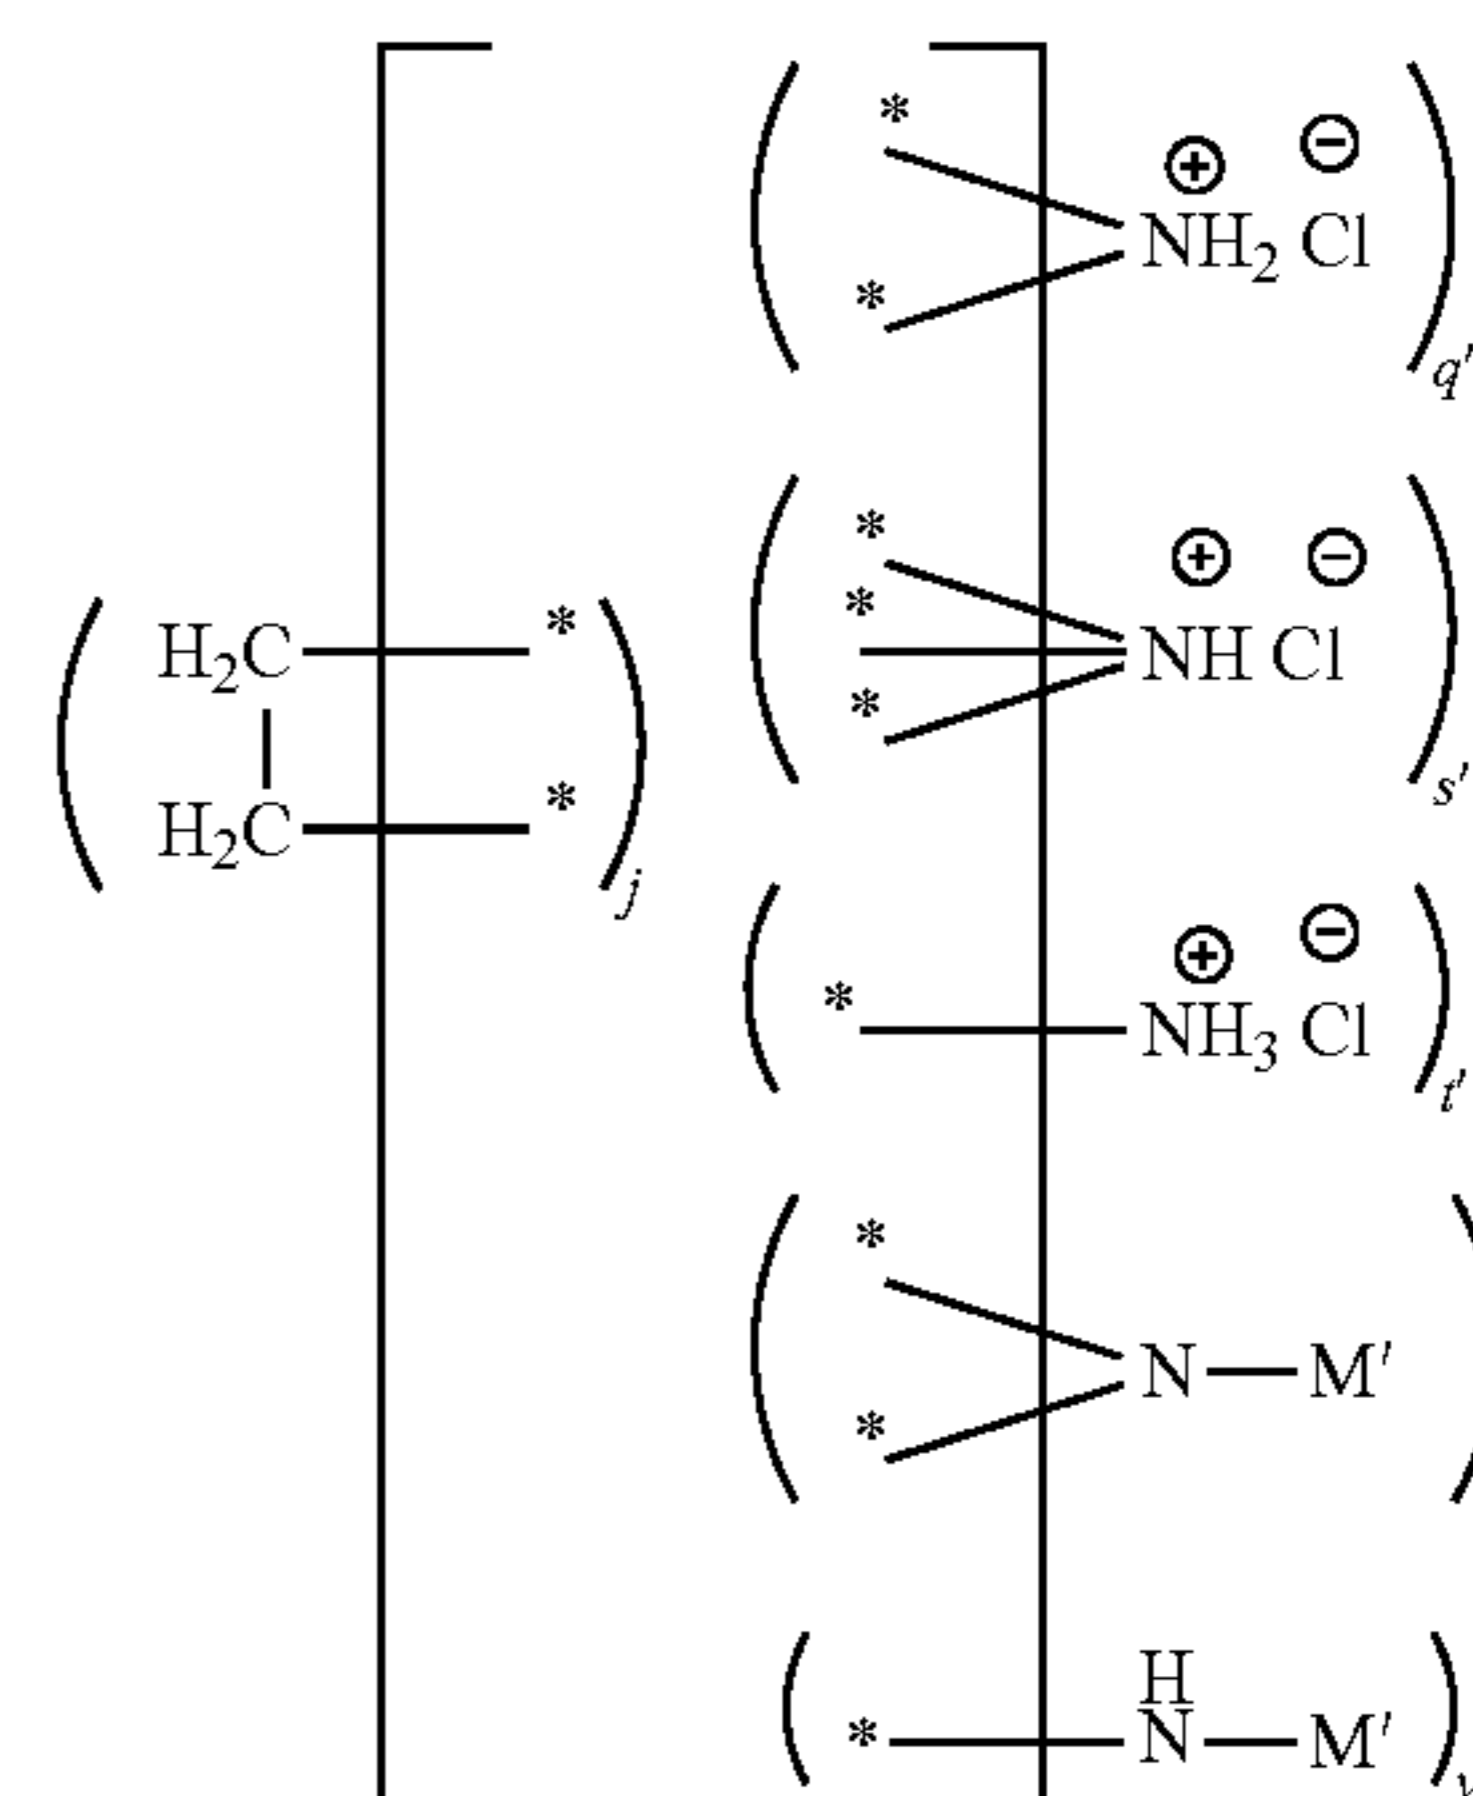 *
⊕ ⊖
NH₂ Cl
*
q'
*
⊕ ⊖
*
NH Cl
*
s'
H₂C *
H₂C *
j
⊕ ⊖
*
NH₃ Cl
t'
*
N—M'
*
H
* N—M'